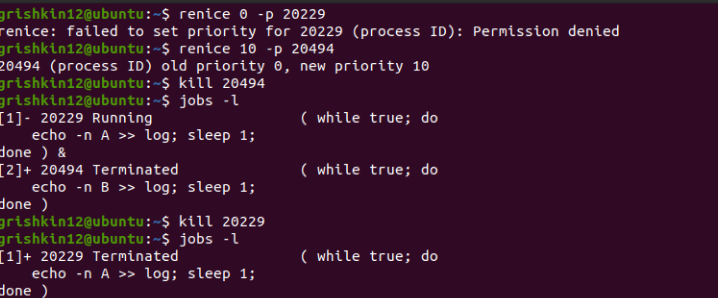 grishkin12@ubuntu:~$ renice 0 -p 20229
renice: failed to set priority for 20229 (process ID): Permission denied
grishkin12@ubuntu:~$ renice 10 -p 20494
20494 (process ID) old priority 0, new priority 10
grishkin12@ubuntu:~$ kill 20494
grishkin12@ubuntu:~$ jobs -l
[1]- 20229 Running                 ( while true; do
    echo -n A >> log; sleep 1;
done ) &
[2]+ 20494 Terminated              ( while true; do
    echo -n B >> log; sleep 1;
done )
grishkin12@ubuntu:~$ kill 20229
grishkin12@ubuntu:~$ jobs -l
[1]+ 20229 Terminated              ( while true; do
    echo -n A >> log; sleep 1;
done )